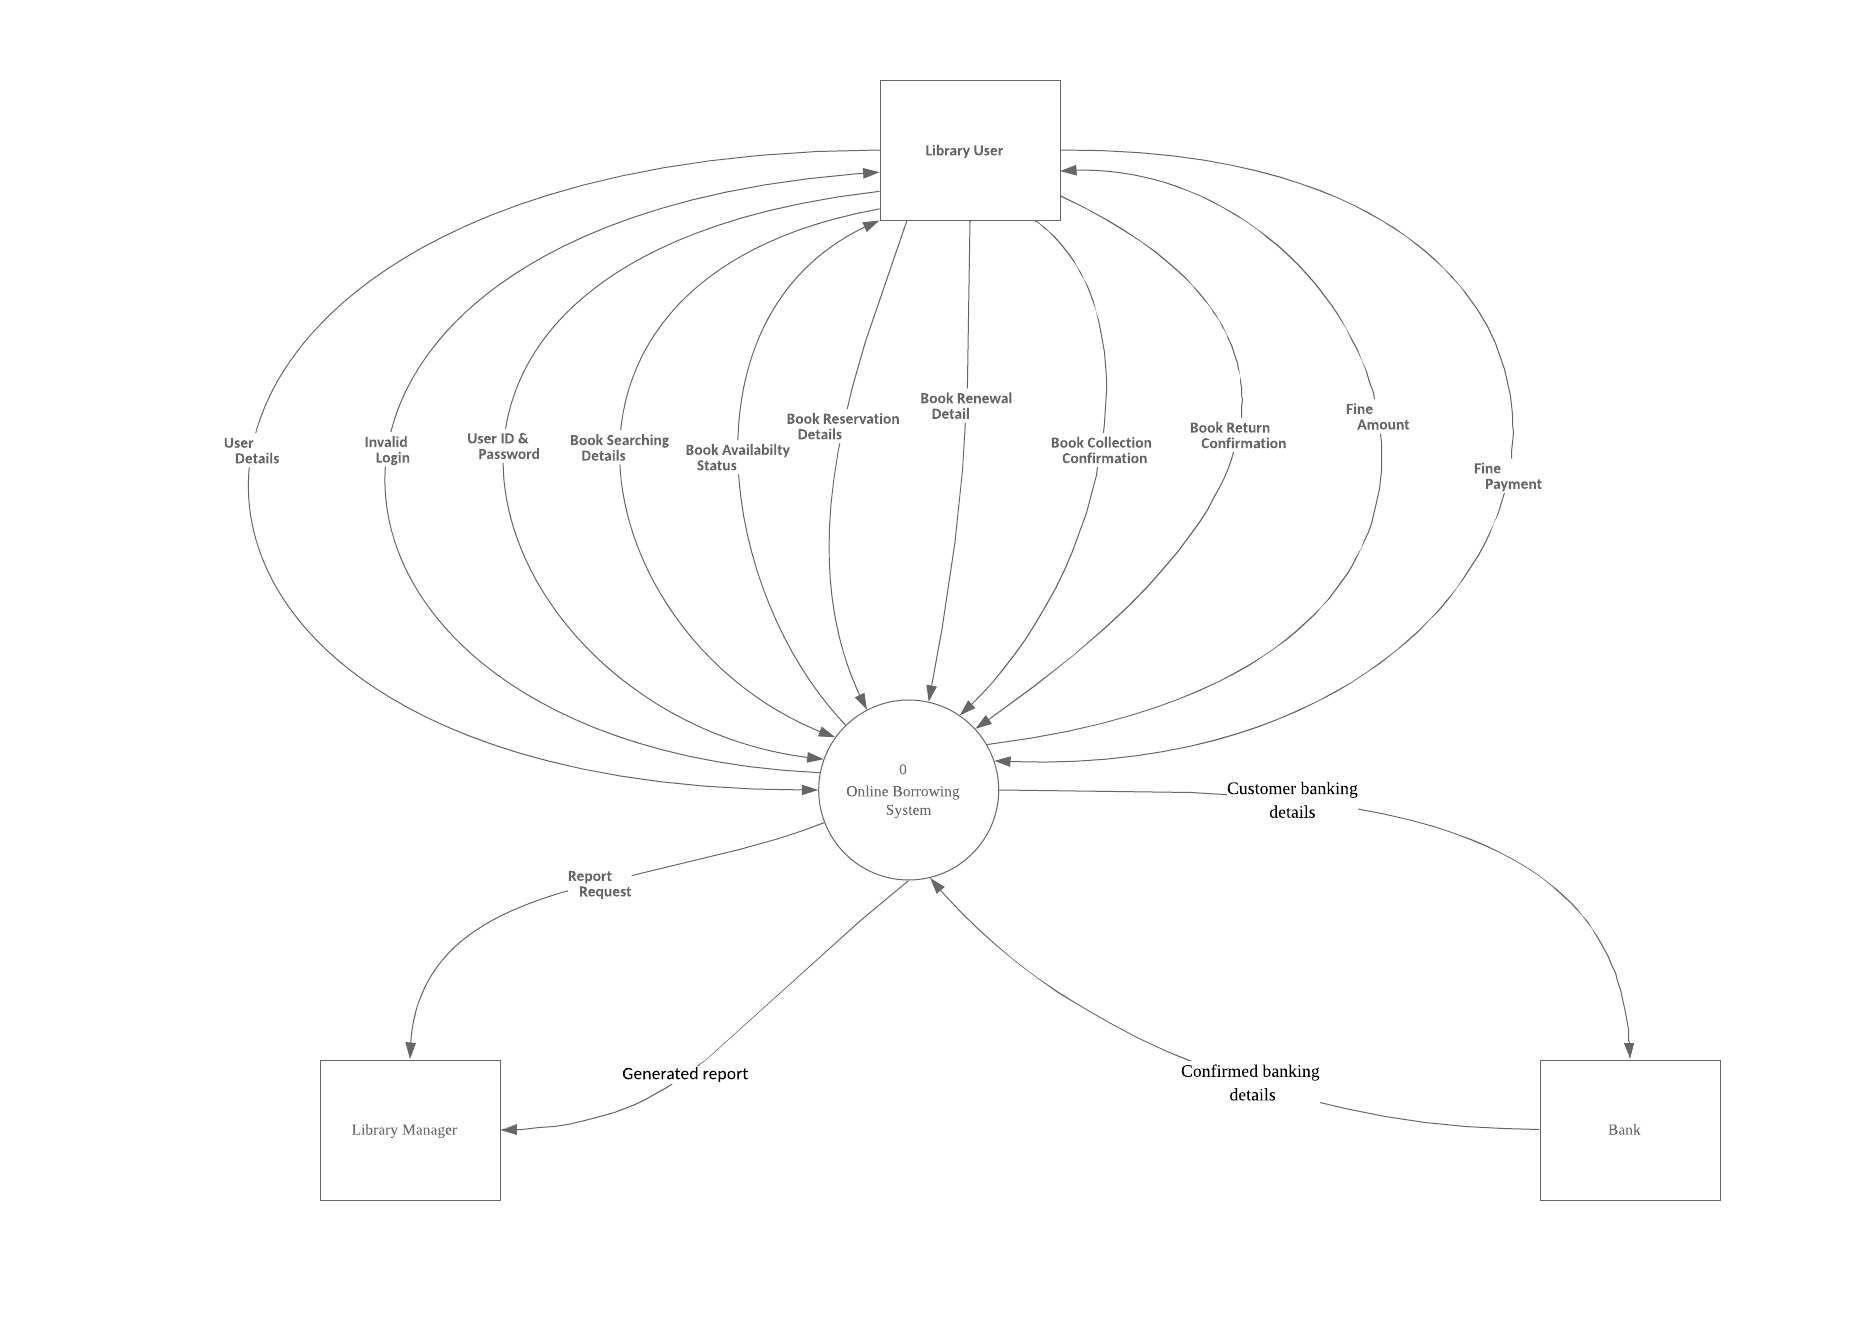 Library User
User
Details
Invalid
Login
User ID &
Password
Book Searching
Details
Book Availabilty
Status
Book Reservation
Details
Book Renewal
Detail
Book Collection
Confirmation
Book Return
Confirmation
Fine
Amount
Fine
Payment
0
Online Borrowing
System
Customer banking
details
Report
Request
Generated report
Confirmed banking
details
Library Manager
Bank